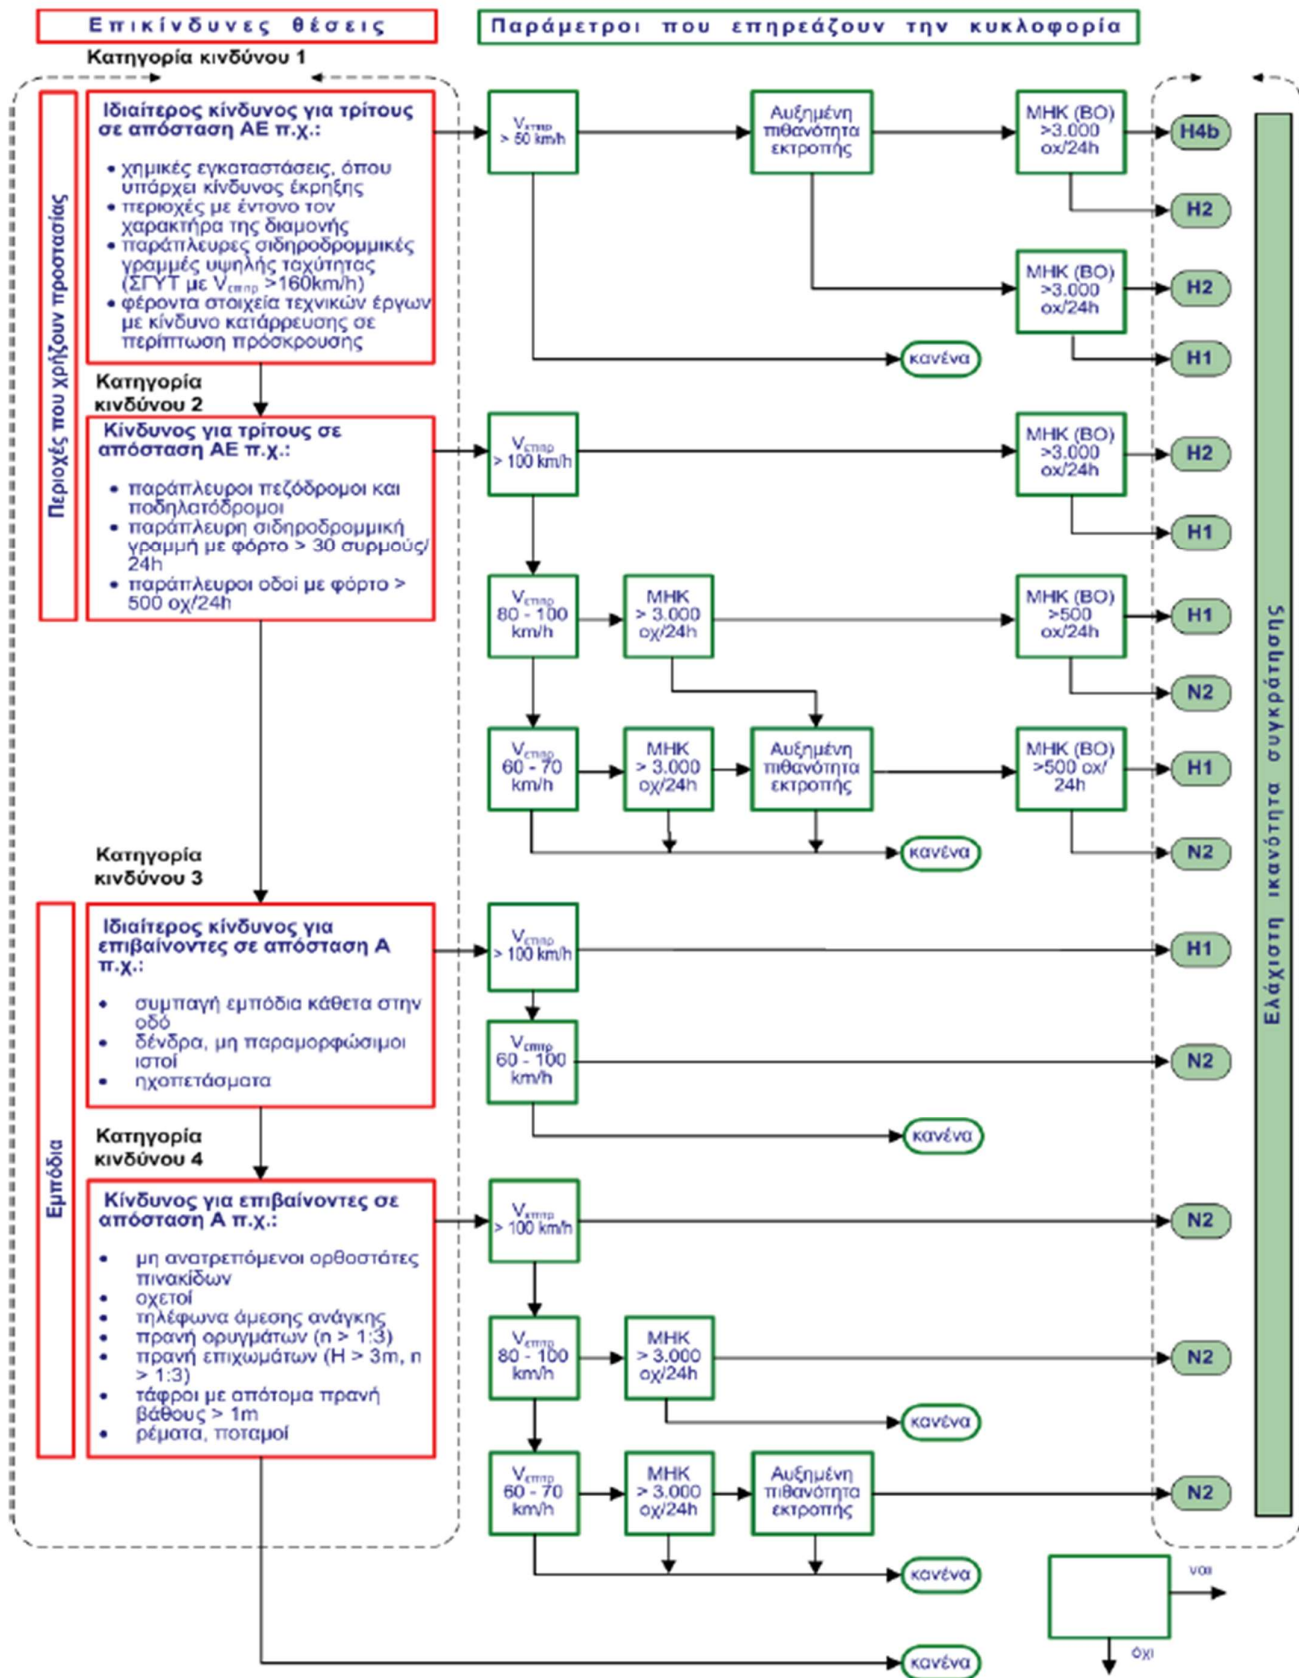 Επικίνδυνες θέσεις
Παράμετροι που επηρεάζουν την κυκλοφορία
Κατηγορία κινδύνου 1
Περιοχές που χρήζουν προστασίας
Ιδιαίτερος κίνδυνος για τρίτους
σε απόσταση ΑΕ π.χ.:
• χημικές εγκαταστάσεις, όπου
υπάρχει κίνδυνος έκρηξης
• περιοχές με έντονο τον
χαρακτήρα της διαμονής
• παράπλευρες σιδηροδρομμικές
γραμμές υψηλής ταχύτητας
(ΣΓΥΤ με Vεππρ >160km/h)
• φέροντα στοιχεία τεχνικών έργων
με κίνδυνο κατάρρευσης σε
περίπτωση πρόσκρουσης
Vεππρ
> 50 km/h
Αυξημένη
πιθανότητα
εκτροπής
ΜΗΚ (ΒΟ)
>3.000
οχ/24h
H4b
H2
ΜΗΚ (ΒΟ)
>3.000
οχ/24h
H2
H1
κανένα
Κατηγορία
κινδύνου 2
Κίνδυνος για τρίτους σε
απόσταση ΑΕ π.χ.:
• παράπλευροι πεζόδρομοι και
ποδηλατόδρομοι
• παράπλευρη σιδηροδρομμική
γραμμή με φόρτο > 30 συρμούς/
24h
• παράπλευροι οδοί με φόρτο >
500 οχ/24h
Vεππρ
> 100 km/h
ΜΗΚ (ΒΟ)
>3.000
οχ/24h
H2
H1
Vεππρ
80 - 100
km/h
ΜΗΚ
> 3.000
οχ/24h
ΜΗΚ (ΒΟ)
>500
οχ/24h
H1
N2
Vεππρ
60 - 70
km/h
ΜΗΚ
> 3.000
οχ/24h
Αυξημένη
πιθανότητα
εκτροπής
ΜΗΚ (ΒΟ)
>500 οχ/
24h
H1
N2
κανένα
Κατηγορία
κινδύνου 3
Εμπόδια
Ιδιαίτερος κίνδυνος για
επιβαίνοντες σε απόσταση Α
π.χ.:
• συμπαγή εμπόδια κάθετα στην
οδό
• δένδρα, μη παραμορφώσιμοι
ιστοί
• ηχοπετάσματα
Vεππρ
> 100 km/h
H1
Vεππρ
60 - 100
km/h
N2
κανένα
Κατηγορία
κινδύνου 4
Κίνδυνος για επιβαίνοντες σε
απόσταση Α π.χ.:
• μη ανατρεπόμενοι ορθοστάτες
πινακίδων
• οχετοί
• τηλέφωνα άμεσης ανάγκης
• πρανή ορυγμάτων (n > 1:3)
• πρανή επιχωμάτων (H > 3m, n
> 1:3)
• τάφροι με απότομα πρανή
βάθους > 1m
• ρέματα, ποταμοί
Vεππρ
> 100 km/h
N2
Vεππρ
80 - 100
km/h
ΜΗΚ
> 3.000
οχ/24h
N2
κανένα
Vεππρ
60 - 70
km/h
ΜΗΚ
> 3.000
οχ/24h
Αυξημένη
πιθανότητα
εκτροπής
N2
κανένα
κανένα
ναι
όχι
Ελάχιστη ικανότητα συγκράτησης